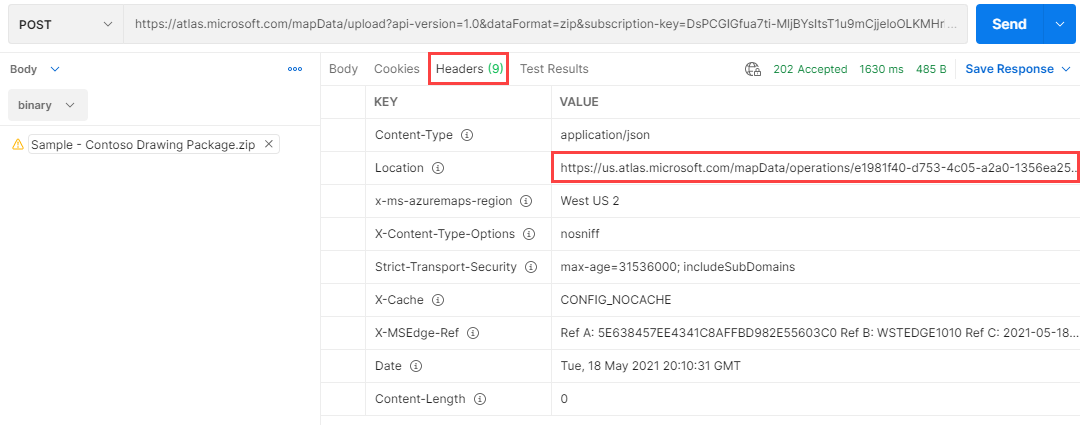 POST https://atlas.microsoft.com/mapData/upload?api-version=1.0&dataFormat=zip&subscription-key=DsPCGIGfua7ti-MljBYsItsT1u9mCjjeloOLKMHr... Send
Body Body Cookies Headers (9) Test Results 202 Accepted 1630 ms 485 B Save Response
binary KEY VALUE
Sample - Contoso Drawing Package.zip
Content-Type application/json
Location https://us.atlas.microsoft.com/mapData/operations/e1981f40-d753-4c05-a2a0-1356ea25...
x-ms-azuremaps-region West US 2
X-Content-Type-Options nosniff
Strict-Transport-Security max-age=31536000; includeSubDomains
X-Cache CONFIG_NOCACHE
X-MSEdge-Ref Ref A: 5E638457EE4341C8AFFBD982E55603C0 Ref B: WSTEDGE1010 Ref C: 2021-05-18...
Date Tue, 18 May 2021 20:10:31 GMT
Content-Length 0